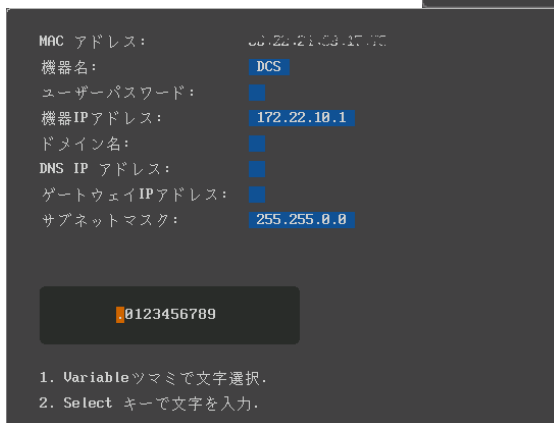 MAC アドレス:
機器名: DCS
ユーザーパスワード:
機器IPアドレス: 172.22.10.1
ドメイン名:
DNS IP アドレス:
ゲートウェイIPアドレス:
サブネットマスク: 255.255.0.0
.0123456789
1. Variableツマミで文字選択.
2. Select キーで文字を入力.